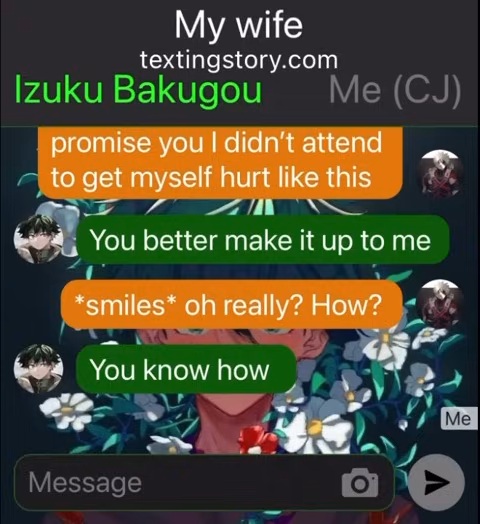 My wife
textingstory.com
Izuku Bakugou Me (CJ)
promise you I didn't attend
to get myself hurt like this
You better make it up to me
*smiles* oh really? How?
You know how
Me
Message